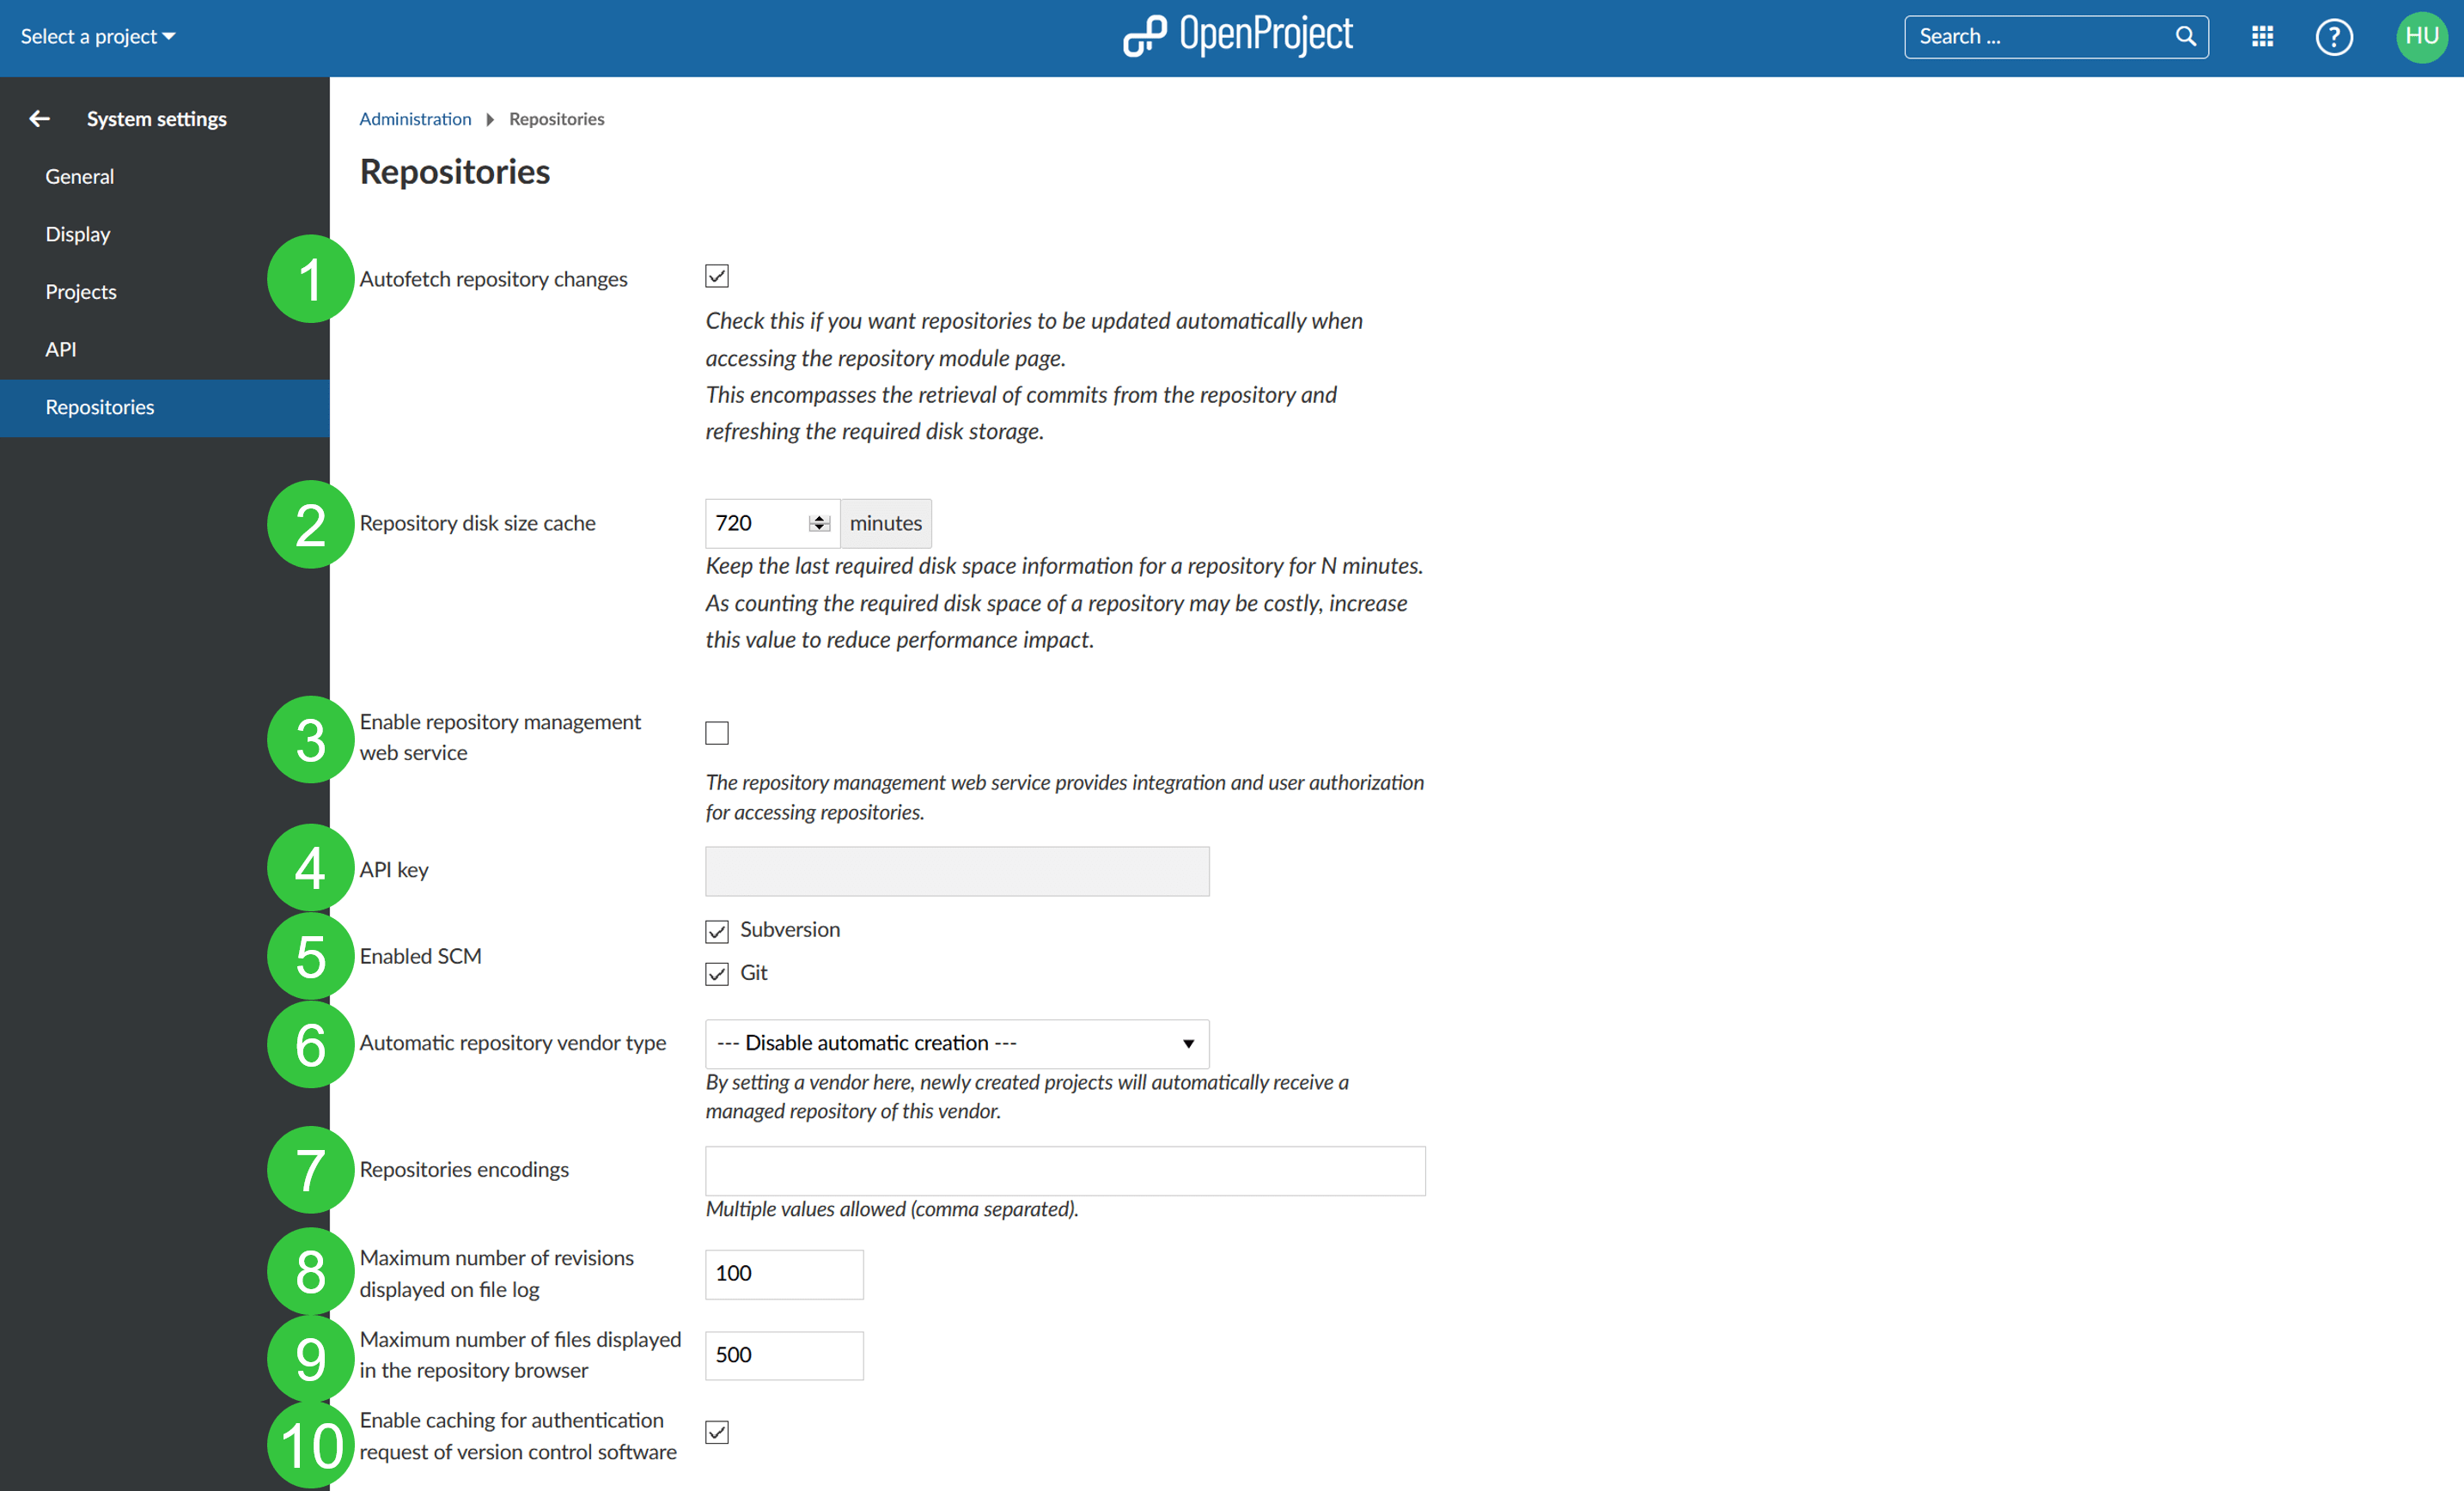 Select a project
OpenProject
Search ...
?
HU
System settings
General
Display
Projects
API
Repositories
Administration Repositories
Repositories
1 Autofetch repository changes
Check this if you want repositories to be updated automatically when
accessing the repository module page.
This encompasses the retrieval of commits from the repository and
refreshing the required disk storage.
2 Repository disk size cache
720 minutes
Keep the last required disk space information for a repository for N minutes.
As counting the required disk space of a repository may be costly, increase
this value to reduce performance impact.
3 Enable repository management
web service
The repository management web service provides integration and user authorization
for accessing repositories.
4 API key
5 Enabled SCM
Subversion
Git
6 Automatic repository vendor type
--- Disable automatic creation ---
By setting a vendor here, newly created projects will automatically receive a
managed repository of this vendor.
7 Repositories encodings
Multiple values allowed (comma separated).
8 Maximum number of revisions
displayed on file log
100
9 Maximum number of files displayed
in the repository browser
500
10 Enable caching for authentication
request of version control software